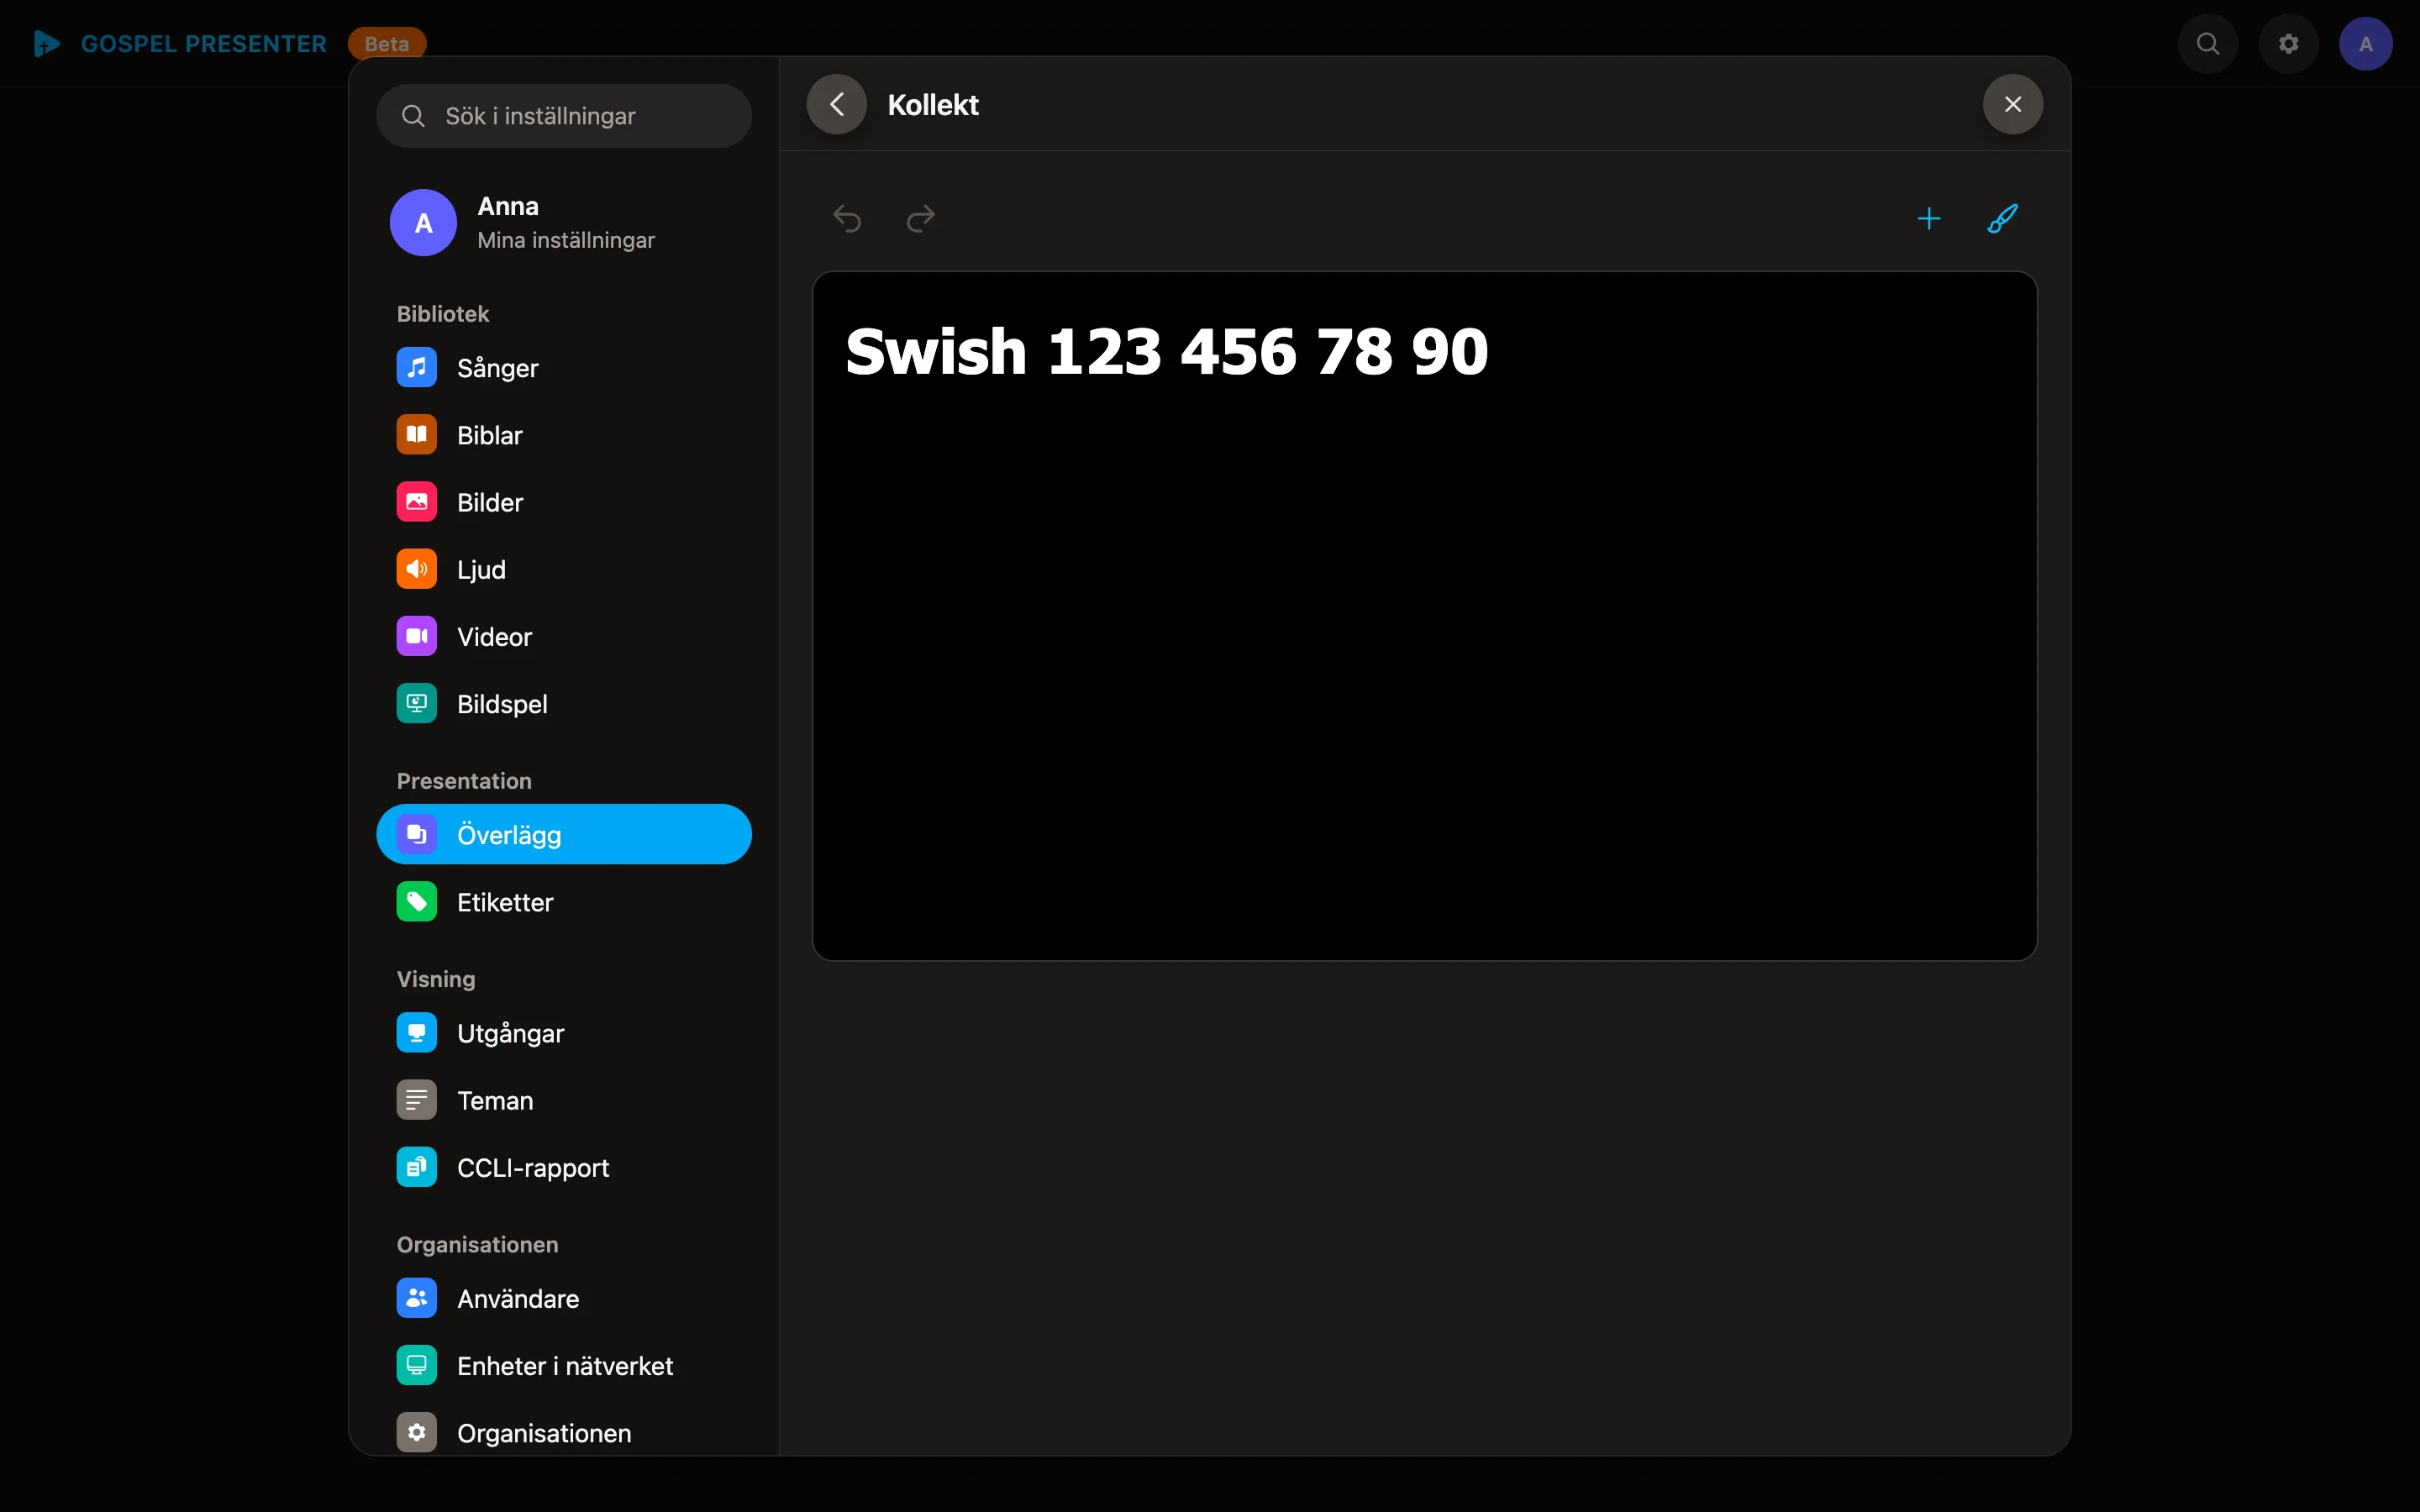 GOSPEL PRESENTER Beta
A
Sök i inställningar
A
Anna
Mina inställningar
Bibliotek
Sånger
Biblar
Bilder
Ljud
Videor
Bildspel
Presentation
Överlägg
Etiketter
Visning
Utgångar
Teman
CCLI-rapport
Organisationen
Användare
Enheter i nätverket
Organisationen
Kollekt
Swish 123 456 78 90